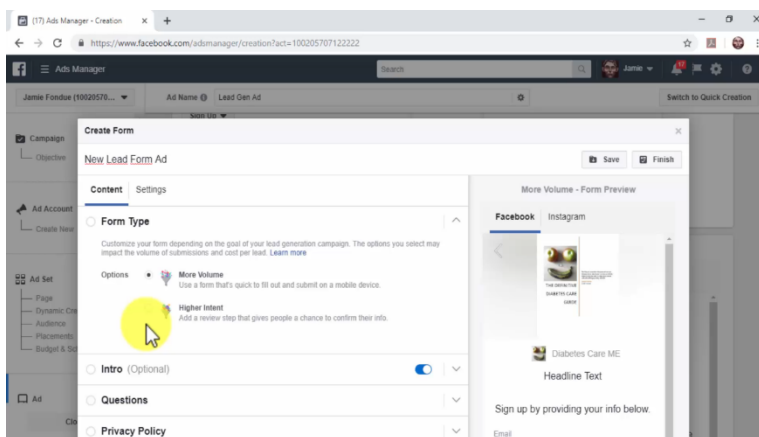 (17) Ads Manager - Creation
https://www.facebook.com/adsmanager/creation?act=100205707122222
Ads Manager
Search
Jamie
Jamie Fondue (10020570...
Ad Name
Lead Gen Ad
Switch to Quick Creation
Sign Up
Campaign
Objective
Ad Account
Create New
Ad Set
Page
Dynamic Cre
Audience
Placements
Budget & Sc
Ad
Clo
Create Form
New Lead Form Ad
Save
Finish
Content
Settings
Form Type
Customize your form depending on the goal of your lead generation campaign. The options you select may
impact the volume of submissions and cost per lead. Learn more
Options
More Volume
Use a form that's quick to fill out and submit on a mobile device.
Higher Intent
Add a review step that gives people a chance to confirm their info.
Intro (Optional)
Questions
Privacy Policy
More Volume - Form Preview
Facebook
Instagram
THE DEFINITIVE
DIABETES CARE
GUIDE
Diabetes Care ME
Headline Text
Sign up by providing your info below.
Email